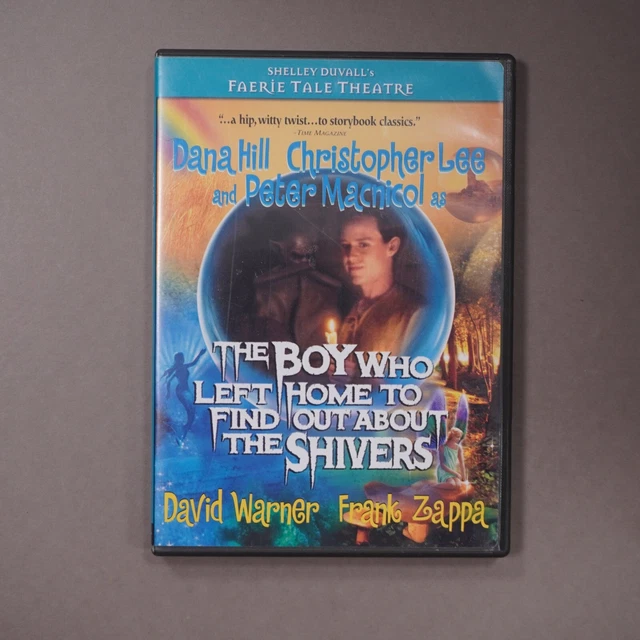 SHELLEY DUVALL's
FAERiE TALE THEATRE
"...a hip, witty twist...to storybook classics."
-TIME MAGAZINE
Dana Hill Christopher Lee
and Peter Macnicol as
THE BOY WHO
LEFT HOME TO
FIND OUT ABOUT
THE SHIVERS
David Warner Frank Zappa